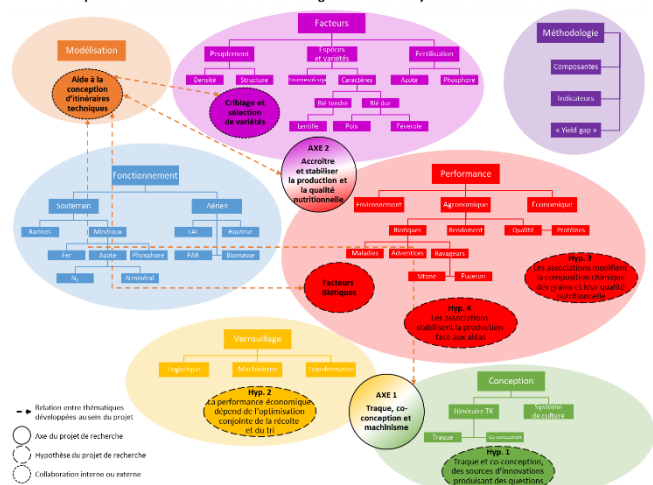 Facteurs
Peuplement
Espèces
et variétés
Fertilisation
Densité
Structure
Caractères
Azote
Phosphore
Blé tendre
Blé dur
Lentille
Pois
Féverole
Criblage et
sélection
de variétés
Modélisation
Aide à la
conception
d'itinéraires
techniques
Méthodologie
Composantes
Indicateurs
« Yield gap »
AXE 2
Accroître
et stabiliser
la production et
la qualité
nutritionnelle
Fonctionnement
Souterrain
Aérien
Racines
Minéraux
LAI
Hauteur
Fer
Azote
Phosphore
PAR
Biomasse
N₂
N minéral
Performance
Environnement
Agronomique
Economique
Biotiques
Rendement
Qualité
Protéines
Maladies
Adventices
Ravageurs
Sitone
Puceron
Facteurs
Biotiques
Hyp. 3
Les associations modifient
la composition chimique
des grains et leur qualité
nutritionnelle
Hyp. 4
Les associations
stabilisent la production
face aux aléas
Verrouillage
Logistique
Machinisme
Transformation
Hyp. 2
La performance économique
dépend de l'optimisation
conjointe de la récolte
et du tri
AXE 1
Traque, co-
conception et
machinisme
Conception
Itinéraire TK
Système
de culture
Traque
Co-conception
Hyp. 1
Traque et co-conception,
des sources d'innovations
produisant des questions
Relation entre thématiques
développées au sein du projet.
Axe du projet de recherche
Hypothèse du projet de recherche
Collaboration interne ou externe